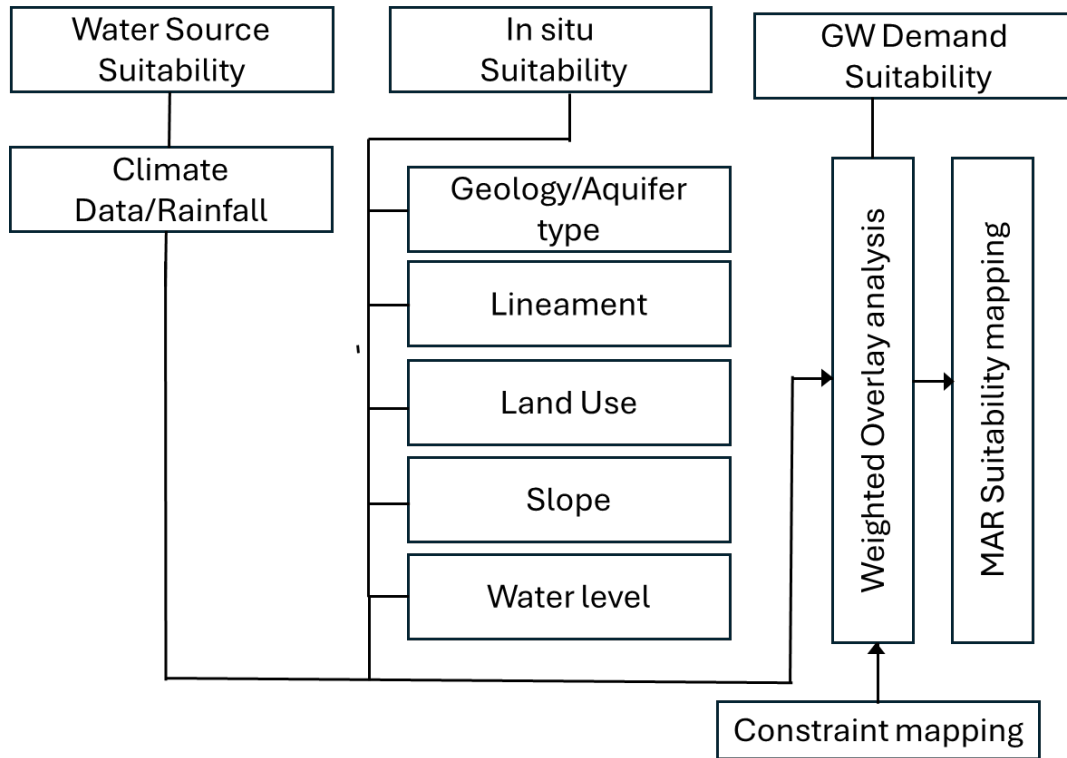 Water Source
Suitability
In situ
Suitability
GW Demand
Suitability
Climate
Data/Rainfall
Geology/Aquifer
type
Lineament
Land Use
Slope
Water level
Weighted Overlay analysis
MAR Suitability mapping
Constraint mapping